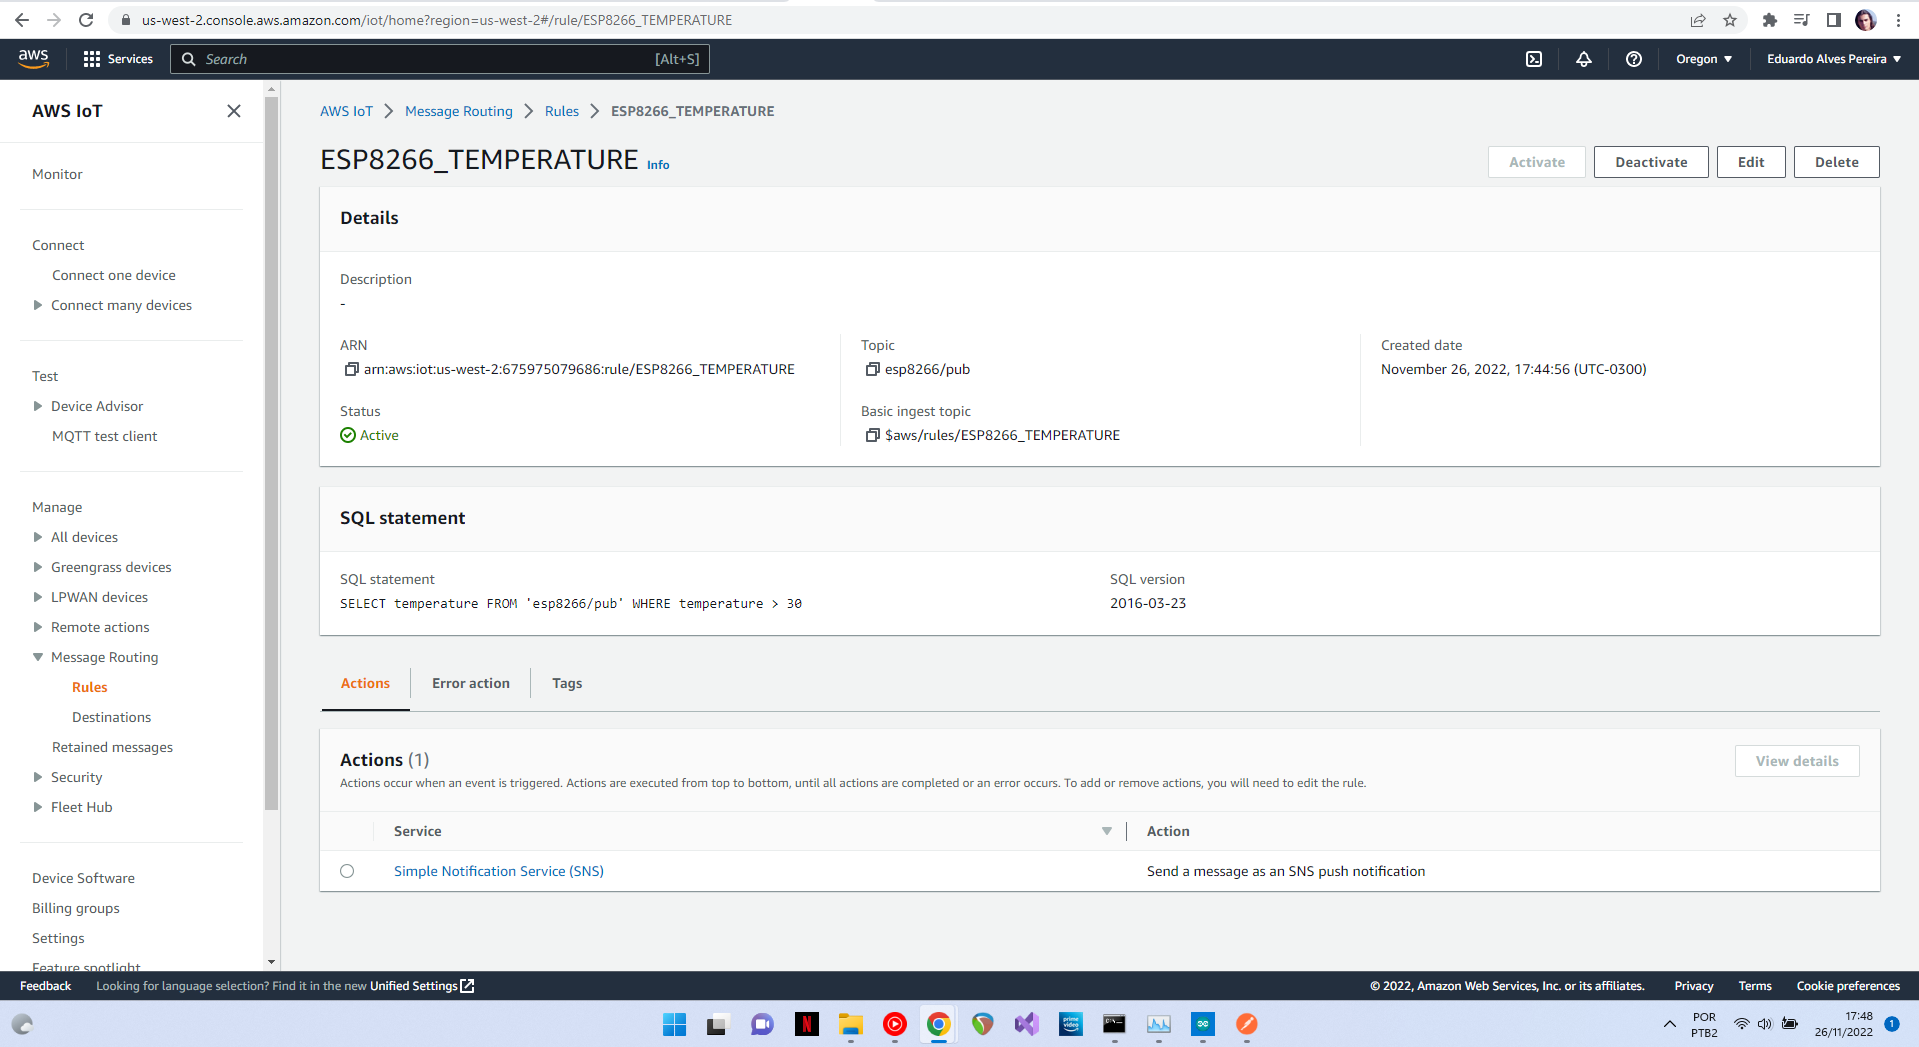 us-west-2.console.aws.amazon.com/iot/home?region=us-west-2#/rule/ESP8266_TEMPERATURE
aws
Services
Search
[Alt+S]
Oregon ▼
Eduardo Alves Pereira ▼
AWS IoT
Monitor
Connect
Connect one device
Connect many devices
Test
Device Advisor
MQTT test client
Manage
All devices
Greengrass devices
LPWAN devices
Remote actions
Message Routing
Rules
Destinations
Retained messages
Security
Fleet Hub
Device Software
Billing groups
Settings
Feature spotlight
AWS IoT > Message Routing > Rules > ESP8266_TEMPERATURE
ESP8266_TEMPERATURE Info
Activate
Deactivate
Edit
Delete
Details
Description
-
ARN
arn:aws:iot:us-west-2:675975079686:rule/ESP8266_TEMPERATURE
Status
Active
Topic
esp8266/pub
Basic ingest topic
$aws/rules/ESP8266_TEMPERATURE
Created date
November 26, 2022, 17:44:56 (UTC-0300)
SQL statement
SQL statement
SELECT temperature FROM 'esp8266/pub' WHERE temperature > 30
SQL version
2016-03-23
Actions
Error action
Tags
Actions (1)
Actions occur when an event is triggered. Actions are executed from top to bottom, until all actions are completed or an error occurs. To add or remove actions, you will need to edit the rule.
View details
Service
Action
Simple Notification Service (SNS)
Send a message as an SNS push notification
Feedback
Looking for language selection? Find it in the new Unified Settings
© 2022, Amazon Web Services, Inc. or its affiliates.
Privacy
Terms
Cookie preferences
N
prime video
POR
PTB2
17:48
26/11/2022
1